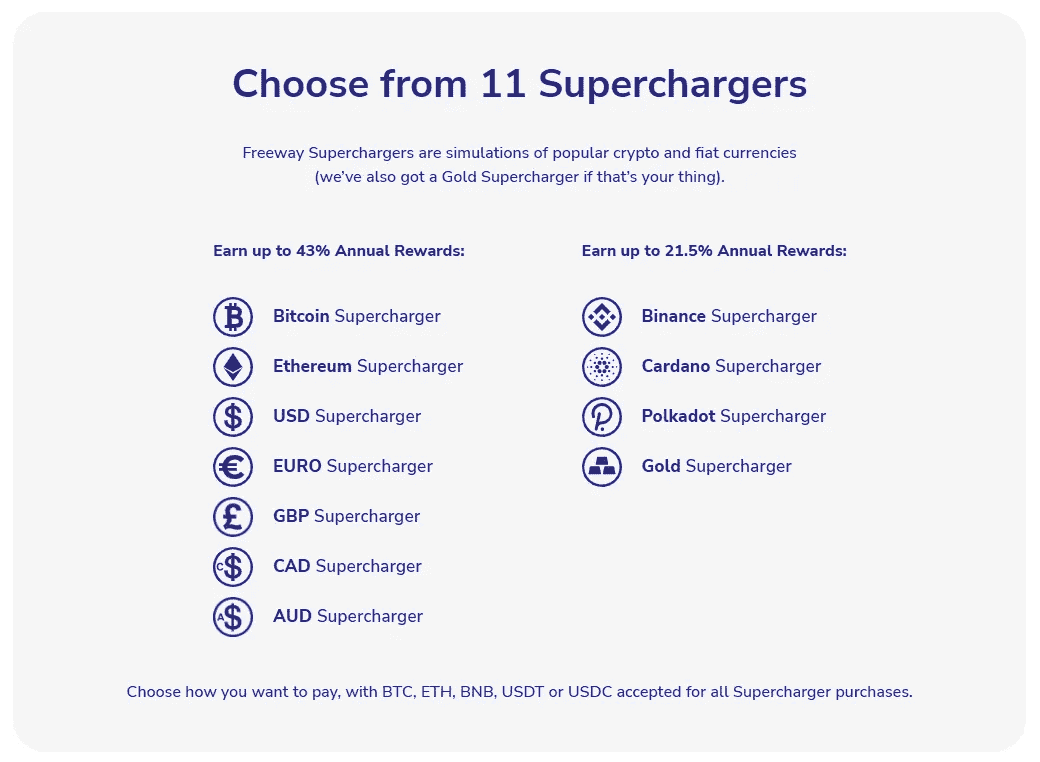 Choose from 11 Superchargers
Freeway Superchargers are simulations of popular crypto and fiat currencies
(we’ve also got a Gold Supercharger if that’s your thing).
Earn up to 43% Annual Rewards:
Bitcoin Supercharger
Ethereum Supercharger
USD Supercharger
EURO Supercharger
GBP Supercharger
CAD Supercharger
AUD Supercharger
Earn up to 21.5% Annual Rewards:
Binance Supercharger
Cardano Supercharger
Polkadot Supercharger
Gold Supercharger
Choose how you want to pay, with BTC, ETH, BNB, USDT or USDC accepted for all Supercharger purchases.